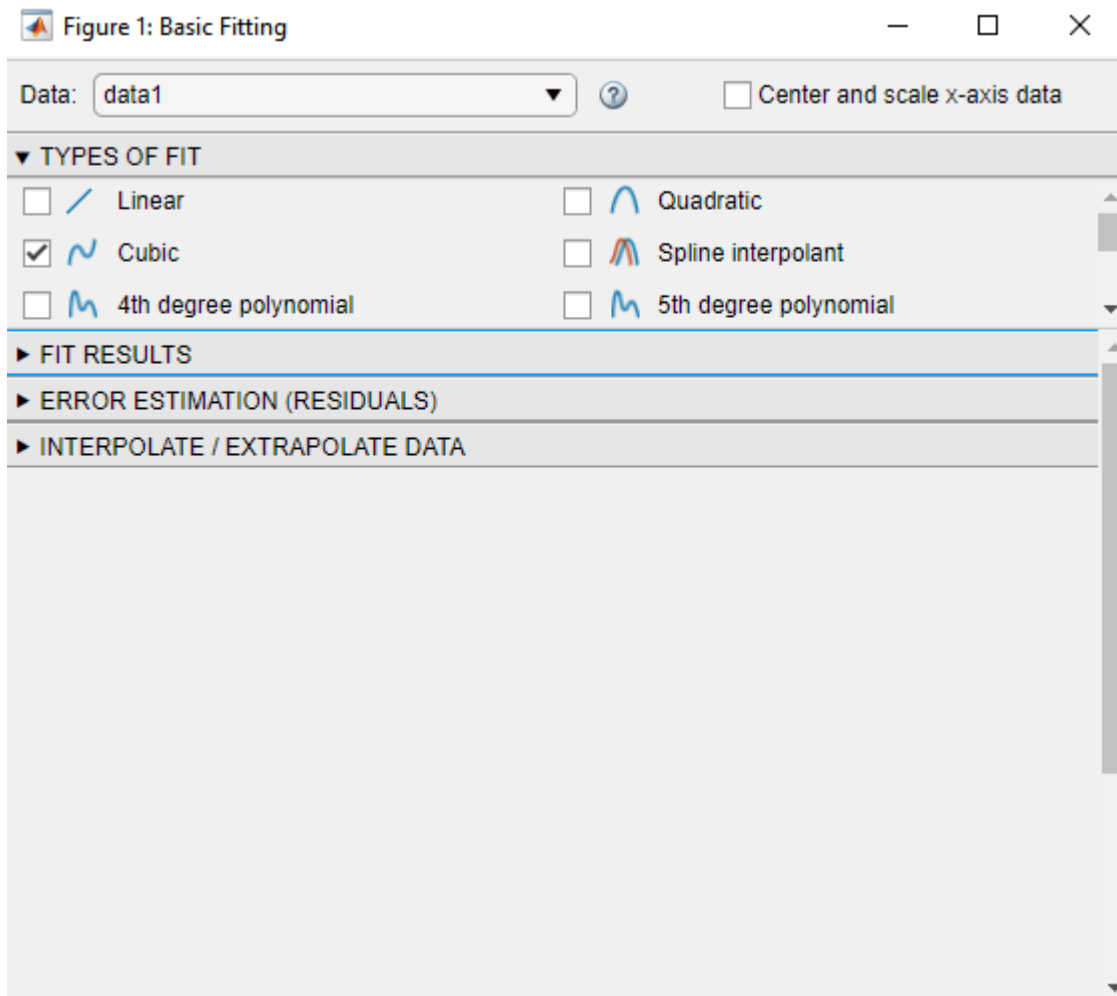 Figure 1: Basic Fitting
Data: data1 Center and scale x-axis data
TYPES OF FIT
Linear Quadratic
Cubic Spline interpolant
4th degree polynomial 5th degree polynomial
FIT RESULTS
ERROR ESTIMATION (RESIDUALS)
INTERPOLATE / EXTRAPOLATE DATA